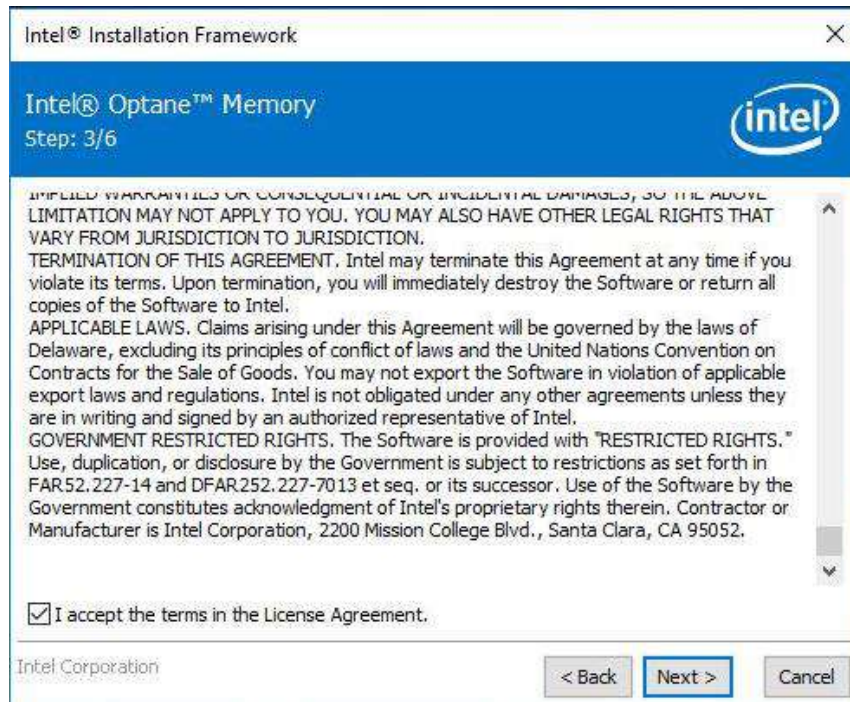 Intel® Installation Framework
Intel® Optane™ Memory
Step: 3/6
intel
IMPLIED WARRANTIES OR CONSEQUENTIAL OR INCIDENTAL DAMAGES, SO THE ABOVE
LIMITATION MAY NOT APPLY TO YOU. YOU MAY ALSO HAVE OTHER LEGAL RIGHTS THAT
VARY FROM JURISDICTION TO JURISDICTION.
TERMINATION OF THIS AGREEMENT. Intel may terminate this Agreement at any time if you
violate its terms. Upon termination, you will immediately destroy the Software or return all
copies of the Software to Intel.
APPLICABLE LAWS. Claims arising under this Agreement will be governed by the laws of
Delaware, excluding its principles of conflict of laws and the United Nations Convention on
Contracts for the Sale of Goods. You may not export the Software in violation of applicable
export laws and regulations. Intel is not obligated under any other agreements unless they
are in writing and signed by an authorized representative of Intel.
GOVERNMENT RESTRICTED RIGHTS. The Software is provided with "RESTRICTED RIGHTS."
Use, duplication, or disclosure by the Government is subject to restrictions as set forth in
FAR52.227-14 and DFAR252.227-7013 et seq. or its successor. Use of the Software by the
Government constitutes acknowledgment of Intel's proprietary rights therein. Contractor or
Manufacturer is Intel Corporation, 2200 Mission College Blvd., Santa Clara, CA 95052.
I accept the terms in the License Agreement.
Intel Corporation
< Back Next > Cancel